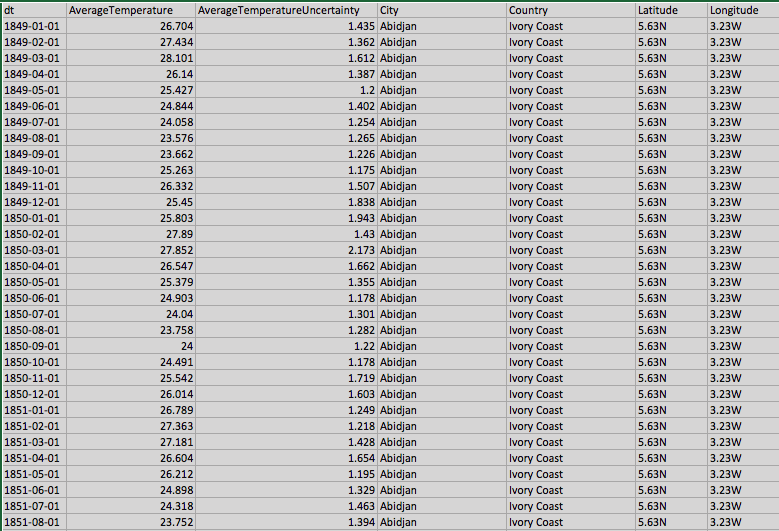 dt AverageTemperature AverageTemperatureUncertainty City Country Latitude Longitude
1849-01-01 26.704 1.435 Abidjan Ivory Coast 5.63N 3.23W
1849-02-01 27.434 1.362 Abidjan Ivory Coast 5.63N 3.23W
1849-03-01 28.101 1.612 Abidjan Ivory Coast 5.63N 3.23W
1849-04-01 26.14 1.387 Abidjan Ivory Coast 5.63N 3.23W
1849-05-01 25.427 1.2 Abidjan Ivory Coast 5.63N 3.23W
1849-06-01 24.844 1.402 Abidjan Ivory Coast 5.63N 3.23W
1849-07-01 24.058 1.254 Abidjan Ivory Coast 5.63N 3.23W
1849-08-01 23.576 1.265 Abidjan Ivory Coast 5.63N 3.23W
1849-09-01 23.662 1.226 Abidjan Ivory Coast 5.63N 3.23W
1849-10-01 25.263 1.175 Abidjan Ivory Coast 5.63N 3.23W
1849-11-01 26.332 1.507 Abidjan Ivory Coast 5.63N 3.23W
1849-12-01 25.45 1.838 Abidjan Ivory Coast 5.63N 3.23W
1850-01-01 25.803 1.943 Abidjan Ivory Coast 5.63N 3.23W
1850-02-01 27.89 1.43 Abidjan Ivory Coast 5.63N 3.23W
1850-03-01 27.852 2.173 Abidjan Ivory Coast 5.63N 3.23W
1850-04-01 26.547 1.662 Abidjan Ivory Coast 5.63N 3.23W
1850-05-01 25.379 1.355 Abidjan Ivory Coast 5.63N 3.23W
1850-06-01 24.903 1.178 Abidjan Ivory Coast 5.63N 3.23W
1850-07-01 24.04 1.301 Abidjan Ivory Coast 5.63N 3.23W
1850-08-01 23.758 1.282 Abidjan Ivory Coast 5.63N 3.23W
1850-09-01 24 1.22 Abidjan Ivory Coast 5.63N 3.23W
1850-10-01 24.491 1.178 Abidjan Ivory Coast 5.63N 3.23W
1850-11-01 25.542 1.719 Abidjan Ivory Coast 5.63N 3.23W
1850-12-01 26.014 1.603 Abidjan Ivory Coast 5.63N 3.23W
1851-01-01 26.789 1.249 Abidjan Ivory Coast 5.63N 3.23W
1851-02-01 27.363 1.218 Abidjan Ivory Coast 5.63N 3.23W
1851-03-01 27.181 1.428 Abidjan Ivory Coast 5.63N 3.23W
1851-04-01 26.604 1.654 Abidjan Ivory Coast 5.63N 3.23W
1851-05-01 26.212 1.195 Abidjan Ivory Coast 5.63N 3.23W
1851-06-01 24.898 1.329 Abidjan Ivory Coast 5.63N 3.23W
1851-07-01 24.318 1.463 Abidjan Ivory Coast 5.63N 3.23W
1851-08-01 23.752 1.394 Abidjan Ivory Coast 5.63N 3.23W